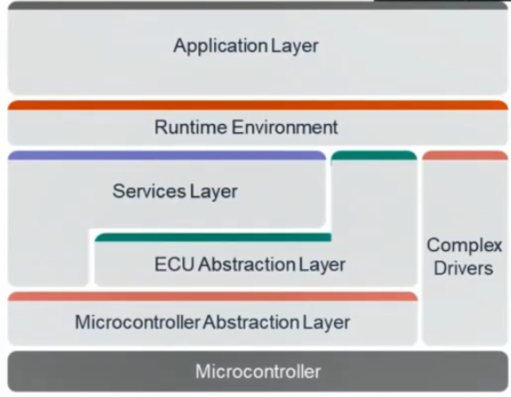 Application Layer
Runtime Environment
Services Layer
ECU Abstraction Layer
Complex
Drivers
Microcontroller Abstraction Layer
Microcontroller